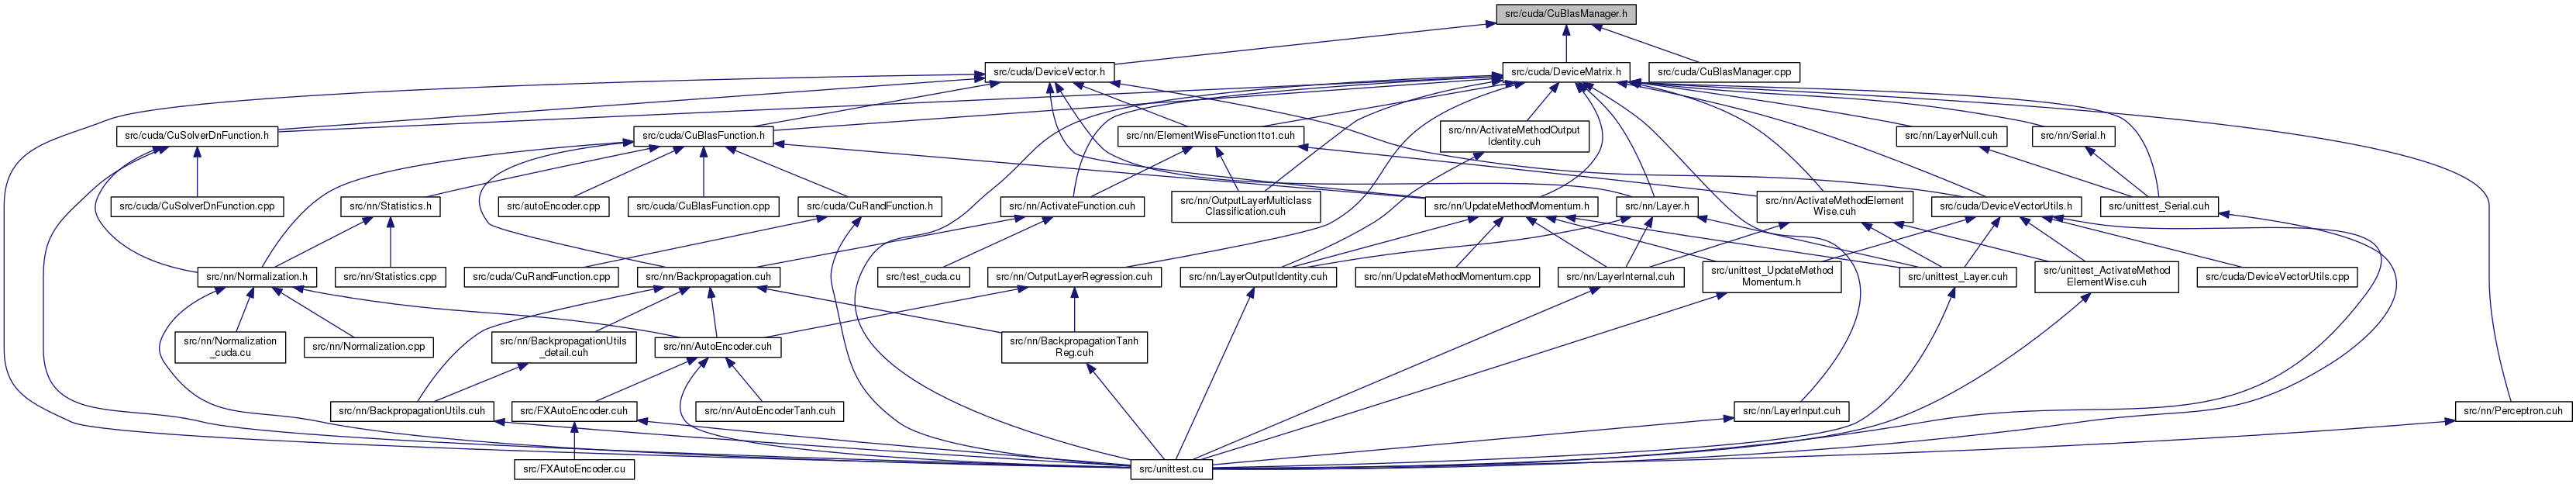 src/cuda/CuBlasManager.h
src/cuda/DeviceVector.h
src/cuda/DeviceMatrix.h
src/cuda/CuBlasManager.cpp
src/cuda/CuSolverDnFunction.h
src/cuda/CuBlasFunction.h
src/nn/ElementWiseFunction1to1.cuh
src/nn/ActivateMethodOutput
Identity.cuh
src/nn/LayerNull.cuh
src/nn/Serial.h
src/cuda/CuSolverDnFunction.cpp
src/nn/Statistics.h
src/autoEncoder.cpp
src/cuda/CuBlasFunction.cpp
src/cuda/CuRandFunction.h
src/nn/ActivateFunction.cuh
src/nn/OutputLayerMulticlass
Classification.cuh
src/nn/UpdateMethodMomentum.h
src/nn/Layer.h
src/nn/ActivateMethodElement
Wise.cuh
src/cuda/DeviceVectorUtils.h
src/unittest_Serial.cuh
src/nn/Normalization.h
src/nn/Statistics.cpp
src/cuda/CuRandFunction.cpp
src/nn/Backpropagation.cuh
src/test_cuda.cu
src/nn/OutputLayerRegression.cuh
src/nn/LayerOutputIdentity.cuh
src/nn/UpdateMethodMomentum.cpp
src/nn/LayerInternal.cuh
src/unittest_UpdateMethod
Momentum.h
src/unittest_Layer.cuh
src/unittest_ActivateMethod
ElementWise.cuh
src/cuda/DeviceVectorUtils.cpp
src/nn/Normalization
_cuda.cu
src/nn/Normalization.cpp
src/nn/BackpropagationUtils
_detail.cuh
src/nn/AutoEncoder.cuh
src/nn/BackpropagationTanh
Reg.cuh
src/nn/BackpropagationUtils.cuh
src/FXAutoEncoder.cuh
src/nn/AutoEncoderTanh.cuh
src/nn/LayerInput.cuh
src/nn/Perceptron.cuh
src/FXAutoEncoder.cu
src/unittest.cu